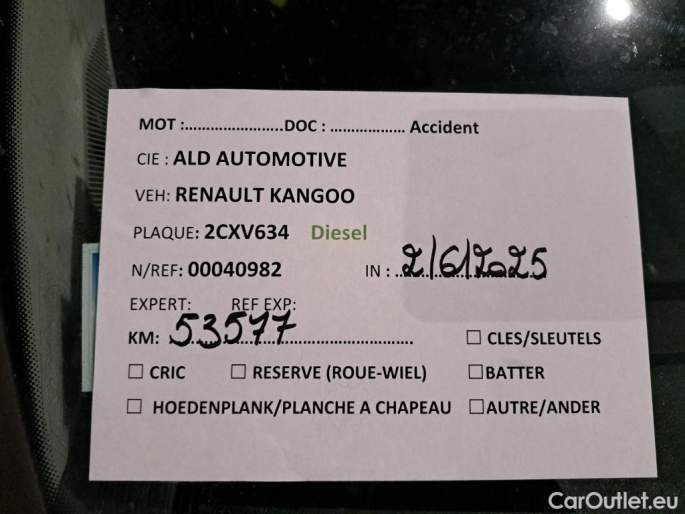 MOT :........................DOC : .................. Accident
CIE : ALD AUTOMOTIVE
VEH: RENAULT KANGOO
PLAQUE: 2CXV634 Diesel
N/REF: 00040982 IN : 2/6/2025
EXPERT: REF EXP:
KM: 53577
☐ CLES/SLEUTELS
☐ CRIC ☐ RESERVE (ROUE-WIEL) ☐BATTER
☐ HOEDENPLANK/PLANCHE A CHAPEAU ☐AUTRE/ANDER
CarOutlet.eu